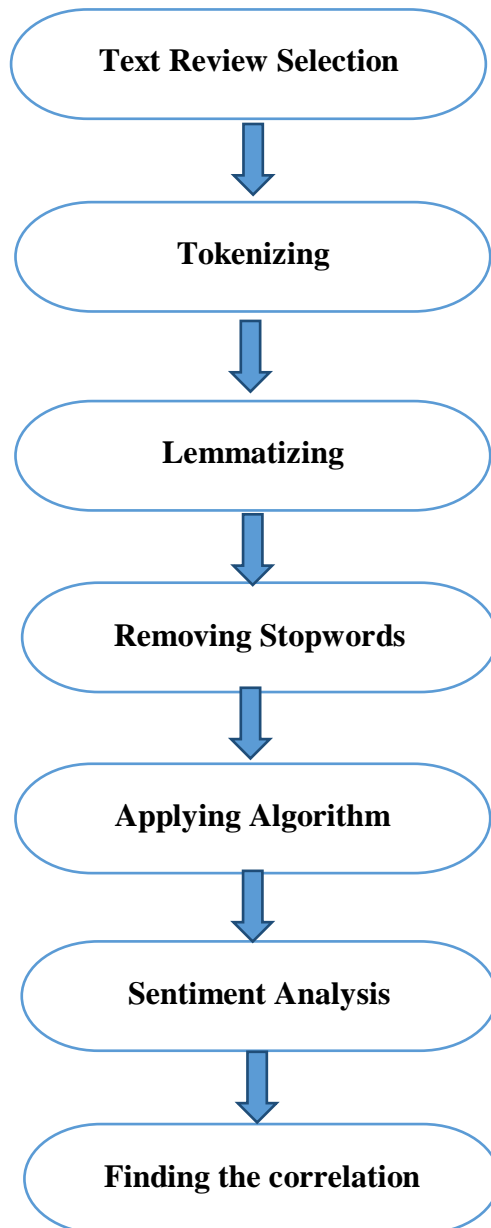 Text Review Selection
Tokenizing
Lemmatizing
Removing Stopwords
Applying Algorithm
Sentiment Analysis
Finding the correlation